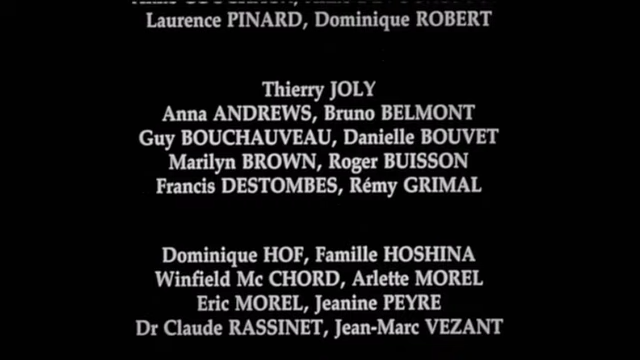 Laurence PINARD, Dominique ROBERT
Thierry JOLY
Anna ANDREWS, Bruno BELMONT
Guy BOUCHAUVEAU, Danielle BOUVET
Marilyn BROWN, Roger BUISSON
Francis DESTOMBES, Rémy GRIMAL
Dominique HOF, Famille HOSHINA
Winfield Mc CHORD, Arlette MOREL
Eric MOREL, Jeanine PEYRE
Dr Claude RASSINET, Jean-Marc VEZANT